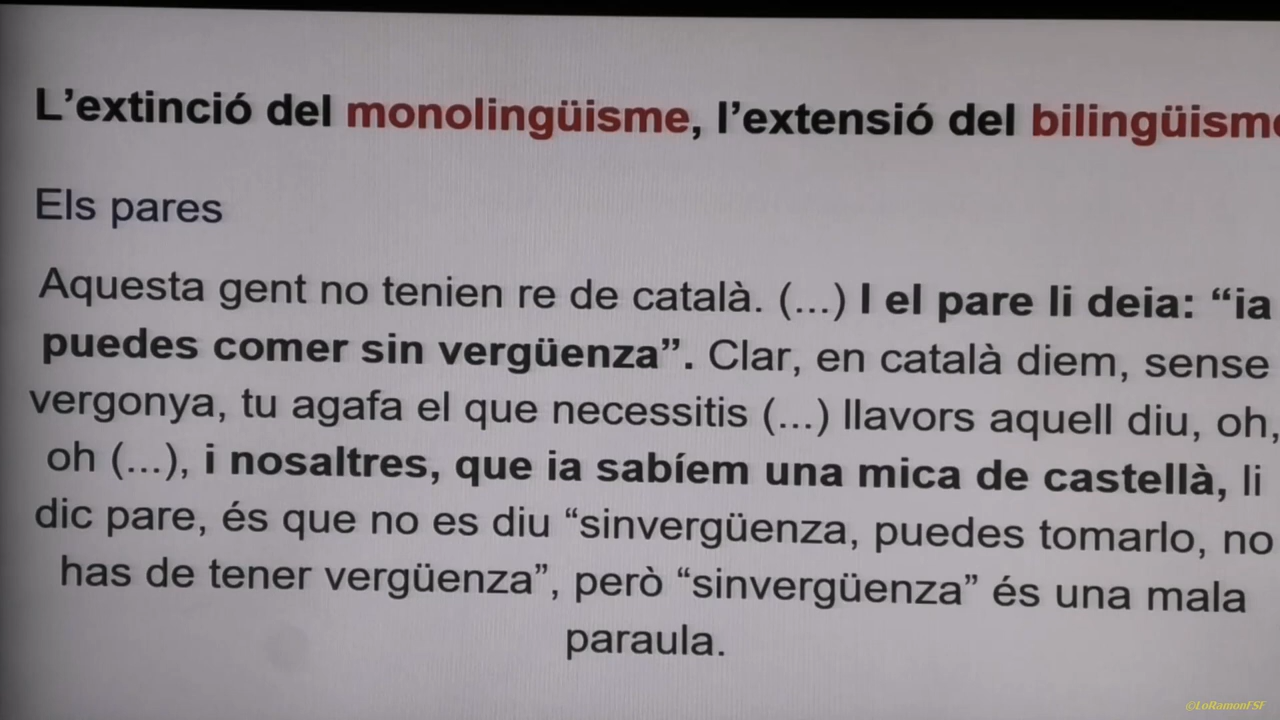 L'extinció del monolingüisme, l'extensió del bilingüisme
Els pares
Aquesta gent no tenien re de català. (...) I el pare li deia: “ia
puedes comer sin vergüenza”. Clar, en català diem, sense
vergonya, tu agafa el que necessitis (...) llavors aquell diu, oh,
oh (...), i nosaltres, que ia sabíem una mica de castellà, li
dic pare, és que no es diu “sinvergüenza, puedes tomarlo, no
has de tener vergüenza”, però “sinvergüenza” és una mala
paraula.
©LoRamonFSF